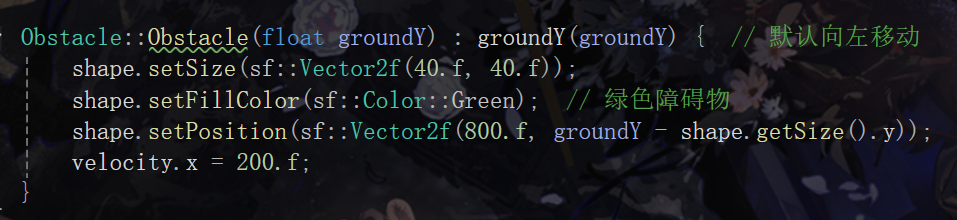 Obstacle::Obstacle(float groundY) : groundY(groundY) {  // 默认向左移动
    shape.setSize(sf::Vector2f(40.f, 40.f));
    shape.setFillColor(sf::Color::Green);  // 绿色障碍物
    shape.setPosition(sf::Vector2f(800.f, groundY - shape.getSize().y));
    velocity.x = 200.f;
}